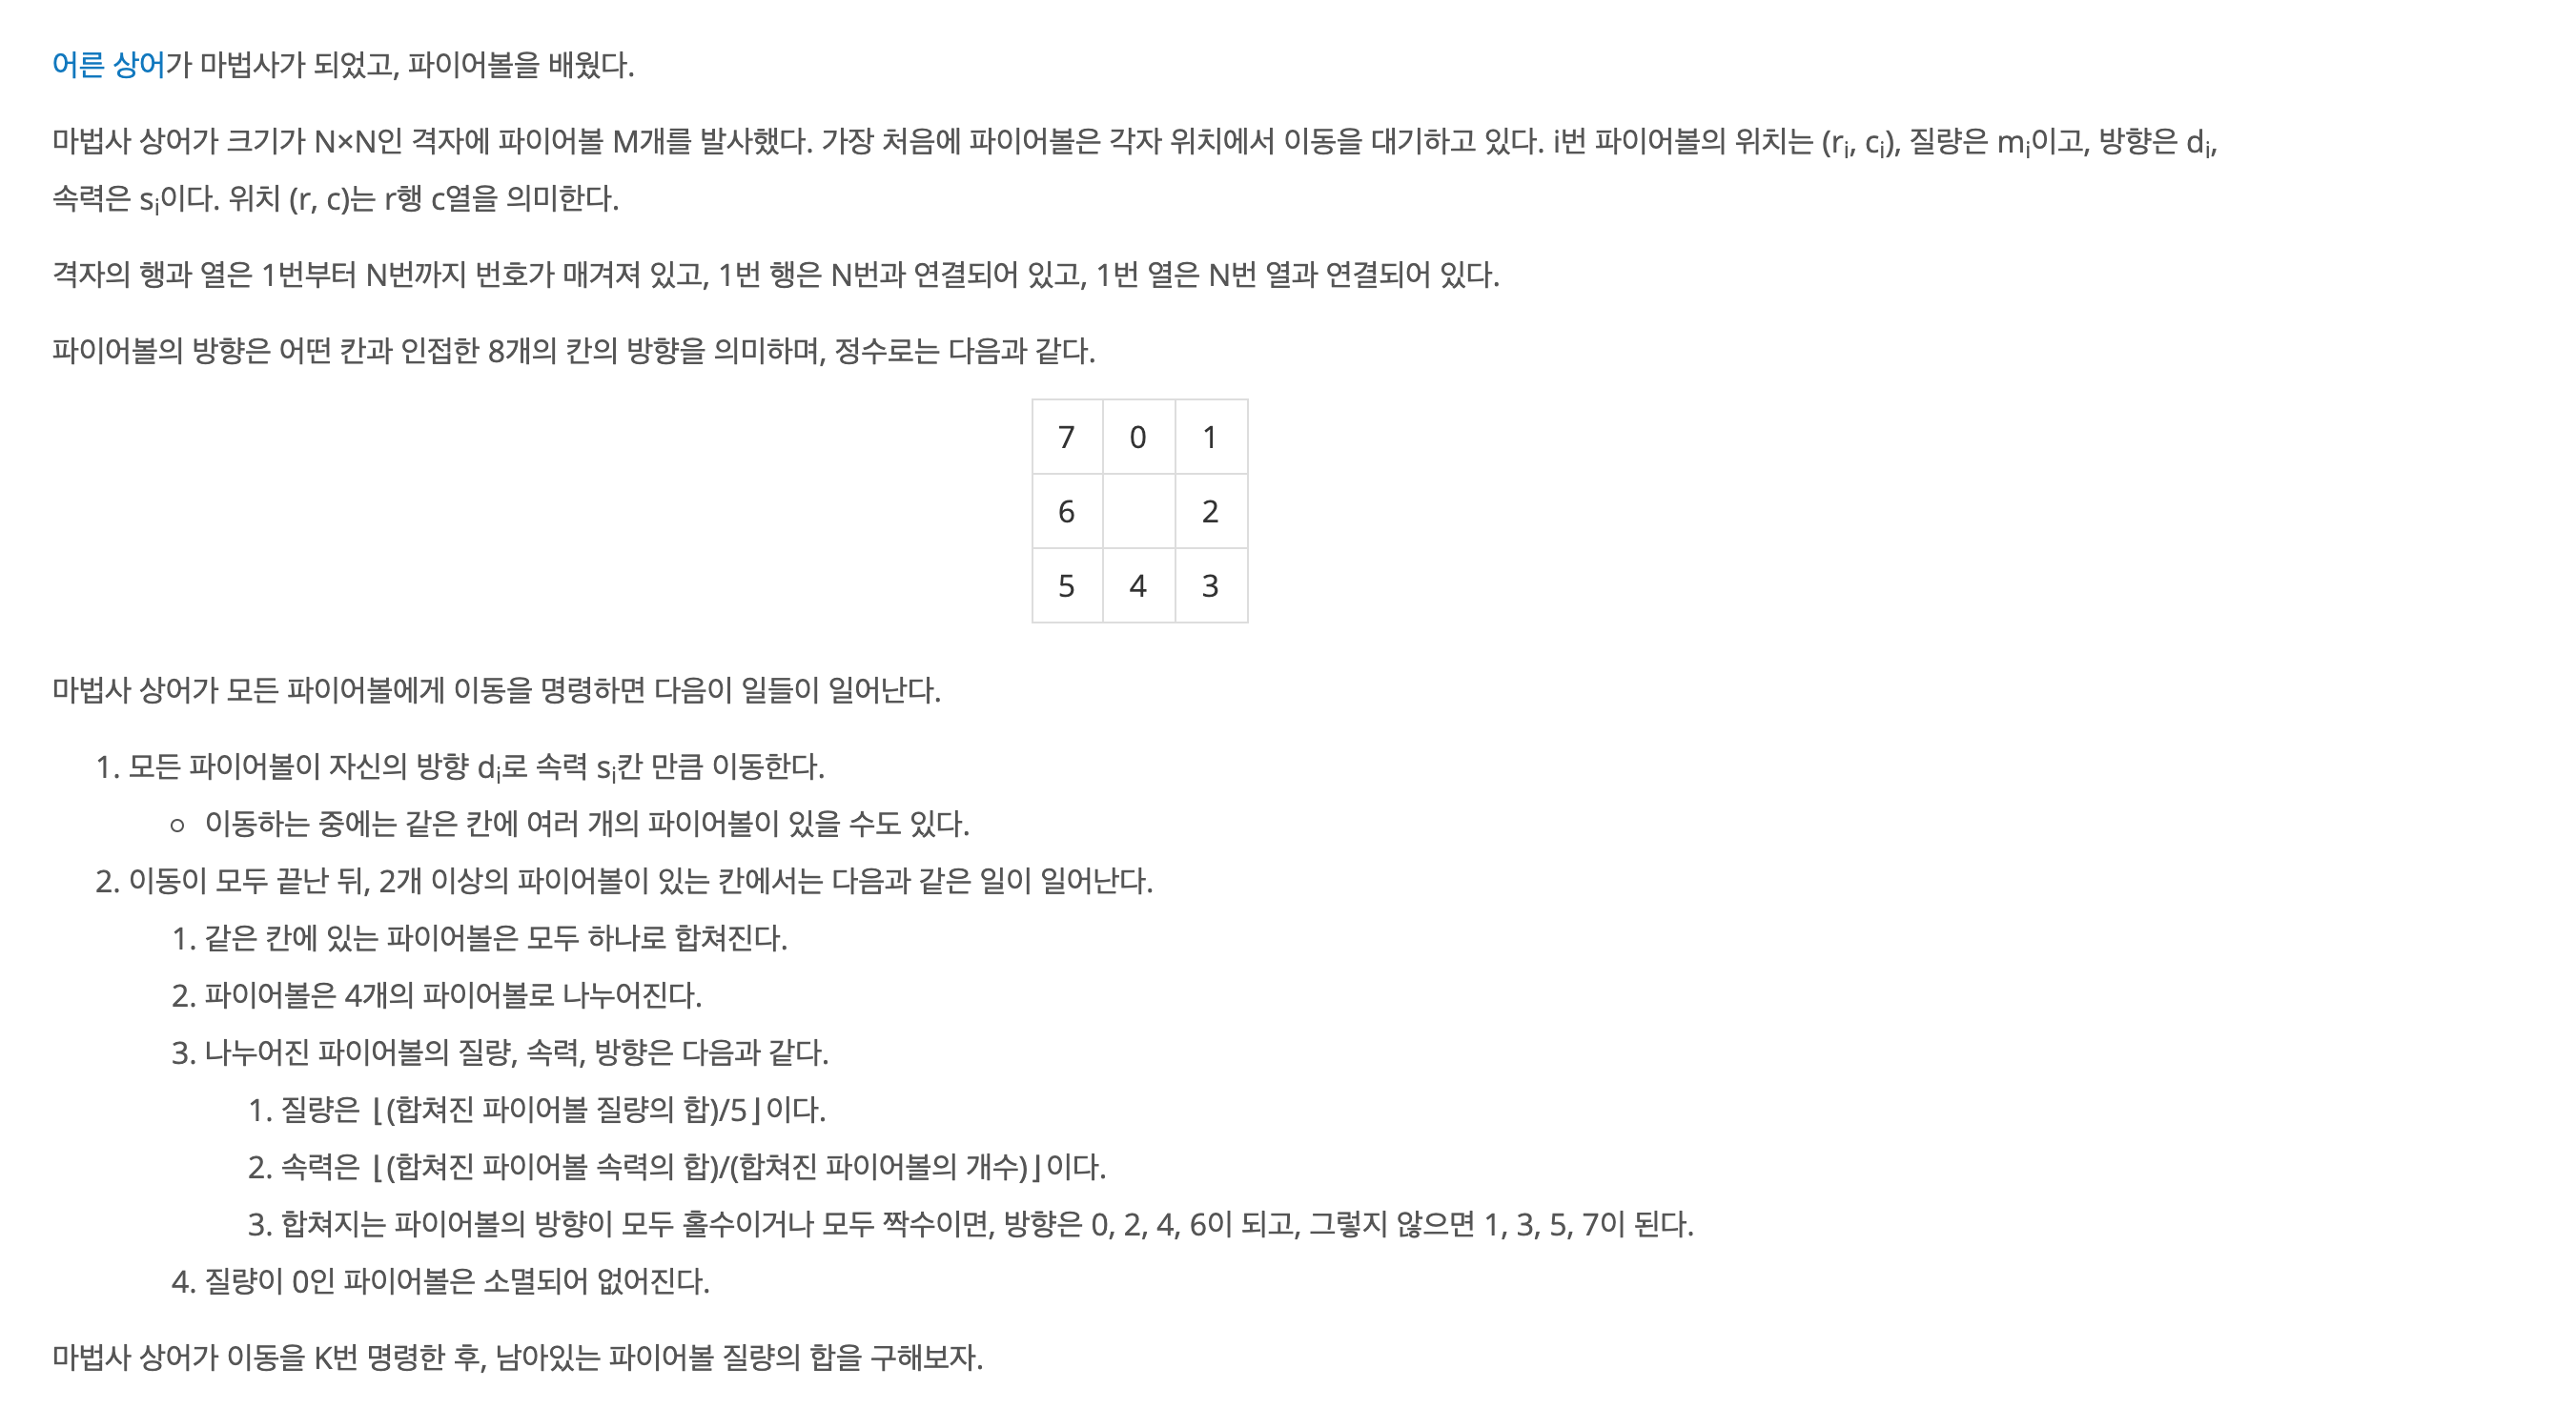 어른 상어가 마법사가 되었고, 파이어볼을 배웠다.
마법사 상어가 크기가 N×N인 격자에 파이어볼 M개를 발사했다. 가장 처음에 파이어볼은 각자 위치에서 이동을 대기하고 있다. i번 파이어볼의 위치는 (ri, ci), 질량은 mi이고, 방향은 di,
속력은 si이다. 위치 (r, c)는 r행 c열을 의미한다.
격자의 행과 열은 1번부터 N번까지 번호가 매겨져 있고, 1번 행은 N번과 연결되어 있고, 1번 열은 N번 열과 연결되어 있다.
파이어볼의 방향은 어떤 칸과 인접한 8개의 칸의 방향을 의미하며, 정수로는 다음과 같다.
7 0 1
6 2
5 4 3
마법사 상어가 모든 파이어볼에게 이동을 명령하면 다음이 일들이 일어난다.
1. 모든 파이어볼이 자신의 방향 di로 속력 si칸 만큼 이동한다.
○ 이동하는 중에는 같은 칸에 여러 개의 파이어볼이 있을 수도 있다.
2. 이동이 모두 끝난 뒤, 2개 이상의 파이어볼이 있는 칸에서는 다음과 같은 일이 일어난다.
1. 같은 칸에 있는 파이어볼은 모두 하나로 합쳐진다.
2. 파이어볼은 4개의 파이어볼로 나누어진다.
3. 나누어진 파이어볼의 질량, 속력, 방향은 다음과 같다.
1. 질량은 ⌊(합쳐진 파이어볼 질량의 합)/5⌋이다.
2. 속력은 ⌊(합쳐진 파이어볼 속력의 합)/(합쳐진 파이어볼의 개수)⌋이다.
3. 합쳐지는 파이어볼의 방향이 모두 홀수이거나 모두 짝수이면, 방향은 0, 2, 4, 6이 되고, 그렇지 않으면 1, 3, 5, 7이 된다.
4. 질량이 0인 파이어볼은 소멸되어 없어진다.
마법사 상어가 이동을 K번 명령한 후, 남아있는 파이어볼 질량의 합을 구해보자.